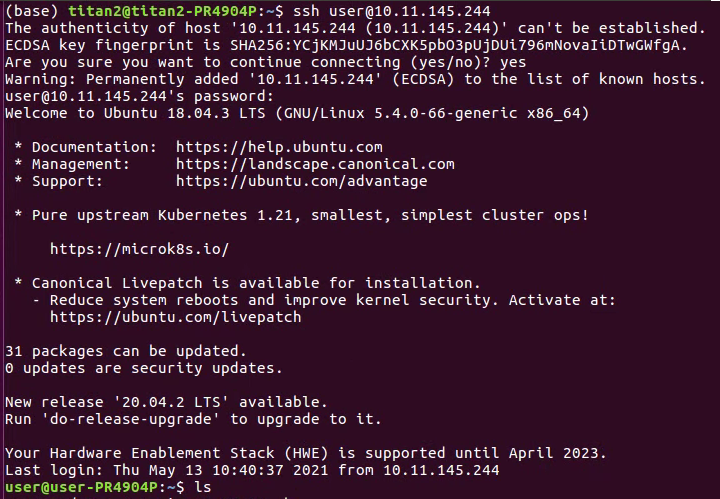 (base) titan2@titan2-PR4904P:~$ ssh user@10.11.145.244
The authenticity of host '10.11.145.244 (10.11.145.244)' can't be established.
ECDSA key fingerprint is SHA256:YCjKMJuUJ6bCXK5pbO3pUjDUi796mNovaIiDTwGWfgA.
Are you sure you want to continue connecting (yes/no)? yes
Warning: Permanently added '10.11.145.244' (ECDSA) to the list of known hosts.
user@10.11.145.244's password:
Welcome to Ubuntu 18.04.3 LTS (GNU/Linux 5.4.0-66-generic x86_64)
* Documentation:  https://help.ubuntu.com
* Management:     https://landscape.canonical.com
* Support:        https://ubuntu.com/advantage
* Pure upstream Kubernetes 1.21, smallest, simplest cluster ops!
https://microk8s.io/
* Canonical Livepatch is available for installation.
- Reduce system reboots and improve kernel security. Activate at:
https://ubuntu.com/livepatch
31 packages can be updated.
0 updates are security updates.
New release '20.04.2 LTS' available.
Run 'do-release-upgrade' to upgrade to it.
Your Hardware Enablement Stack (HWE) is supported until April 2023.
Last login: Thu May 13 10:40:37 2021 from 10.11.145.244
user@user-PR4904P:~$ ls